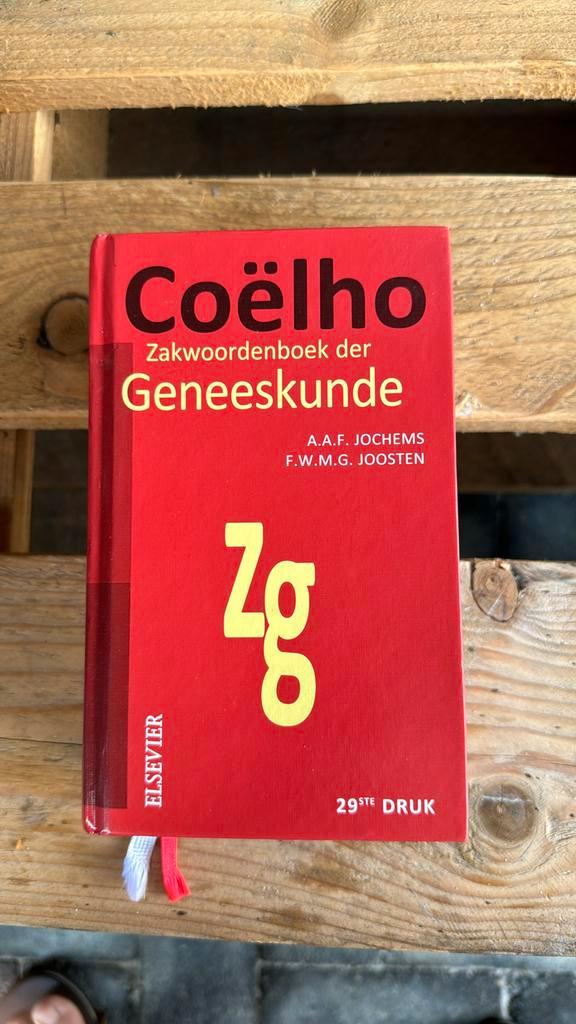 Coëlho
Zakwoordenboek der
Geneeskunde
A.A.F. JOCHEMS
F.W.M.G. JOOSTEN
Zg
ELSEVIER
29STE DRUK